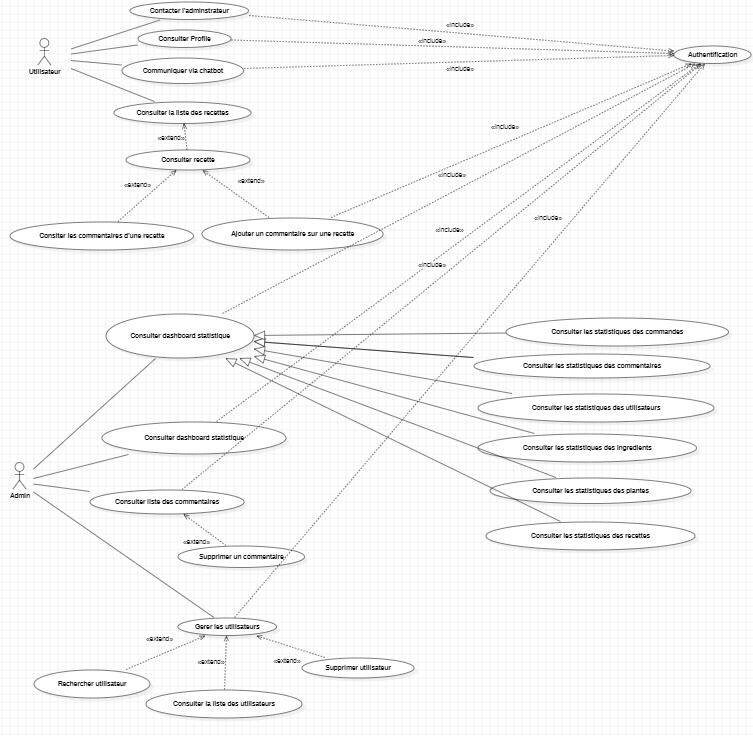 Contacter l'adminstrateur
«include»
Consulter Profile
«include»
Authentification
Utilisateur
Communiquer via chatbot
«include»
Consulter la liste des recettes
«include»
«extend»
Consulter recette
«include»
«extend»
«extend»
«include»
Consiter les commentaires d'une recette
Ajouter un commentaire sur une recette
«include»
«include»
Consulter dashboard statistique
Consulter les statistiques des commandes
Consulter les statistiques des commentaires
Consulter les statistiques des utilisateurs
Consulter dashboard statistique
Consulter les statistiques des ingredients
Consulter les statistiques des plantes
Admin
Consulter liste des commentaires
Consulter les statistiques des recettes
«extend»
Supprimer un commentaire
Gerer les utilisateurs
«extend»
«extend»
«extend»
Supprimer utilisateur
Rechercher utilisateur
Consulter la liste des utilisateurs